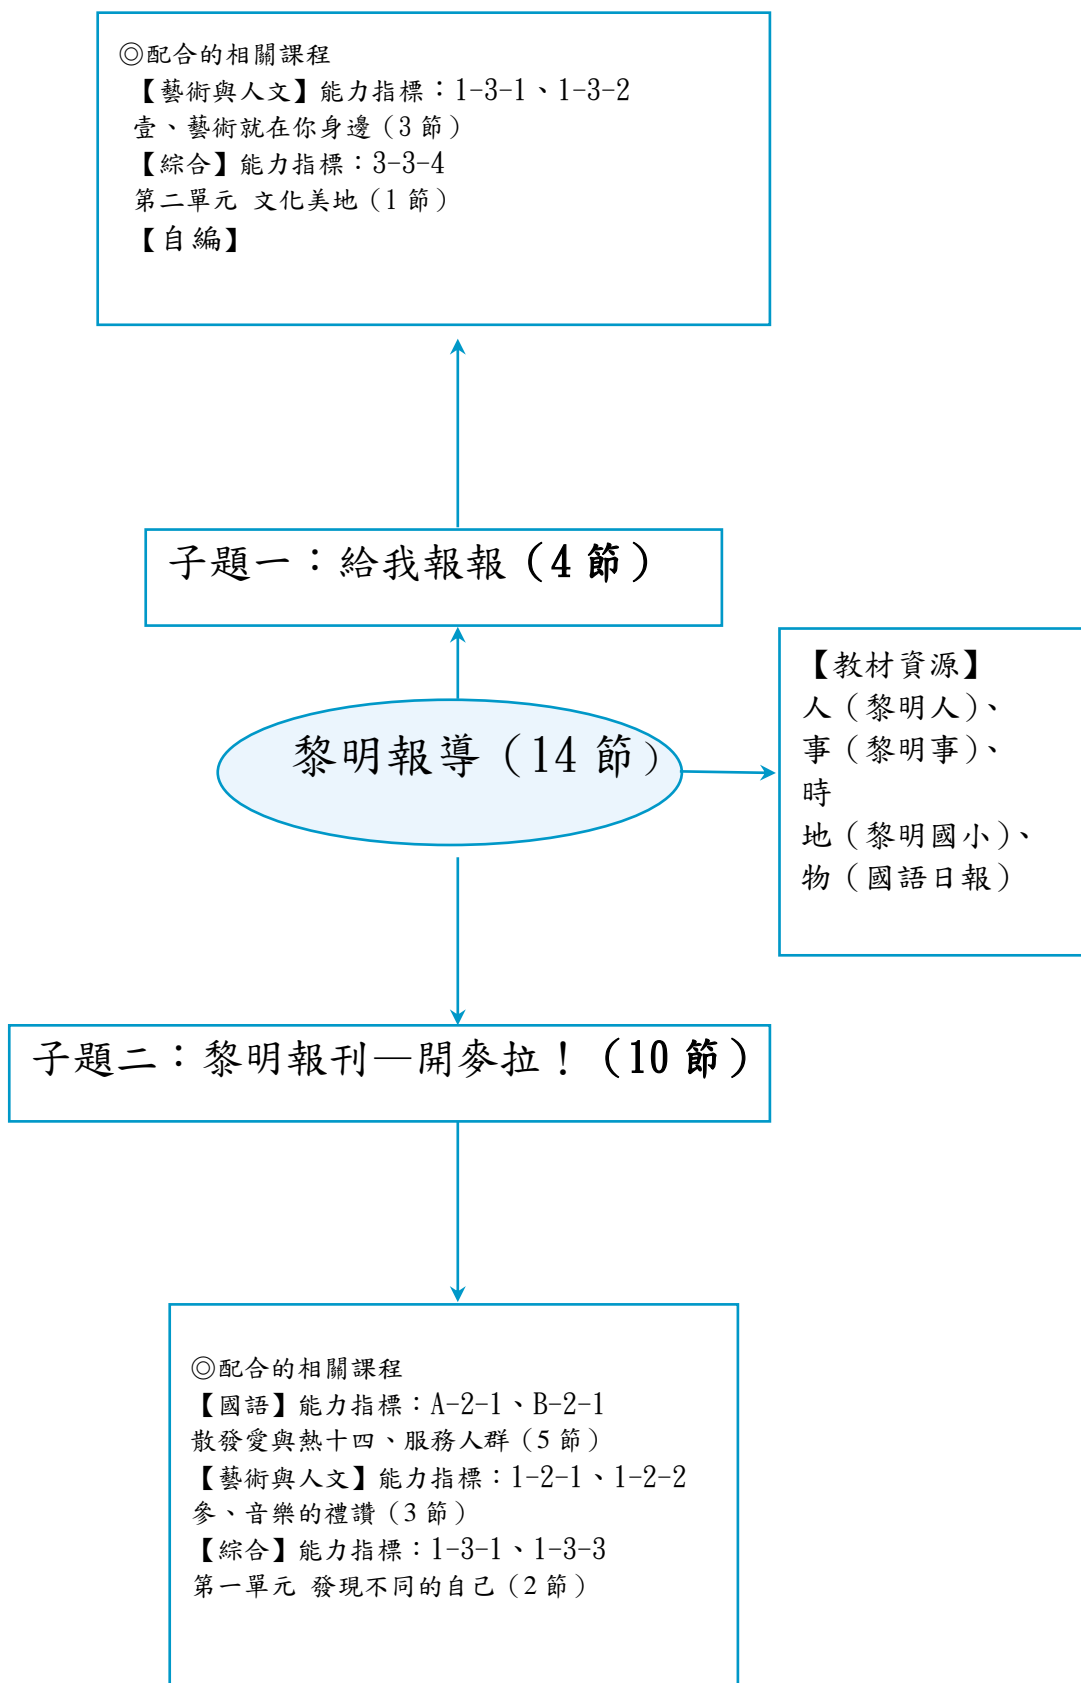 ◎配合的相關課程
【藝術與人文】能力指標：1-3-1、1-3-2
壹、藝術就在你身邊（3 節）
【綜合】能力指標：3-3-4
第二單元 文化美地（1 節）
【自編】
子題一：給我報報（4 節）
【教材資源】
人（黎明人）、
事（黎明事）、
時
地（黎明國小）、
物（國語日報）
黎明報導（14 節）
子題二：黎明報刊—開麥拉！（10 節）
◎配合的相關課程
【國語】能力指標：A-2-1、B-2-1
散發愛與熱十四、服務人群（5 節）
【藝術與人文】能力指標：1-2-1、1-2-2
參、音樂的禮讚（3 節）
【綜合】能力指標：1-3-1、1-3-3
第一單元 發現不同的自己（2 節）